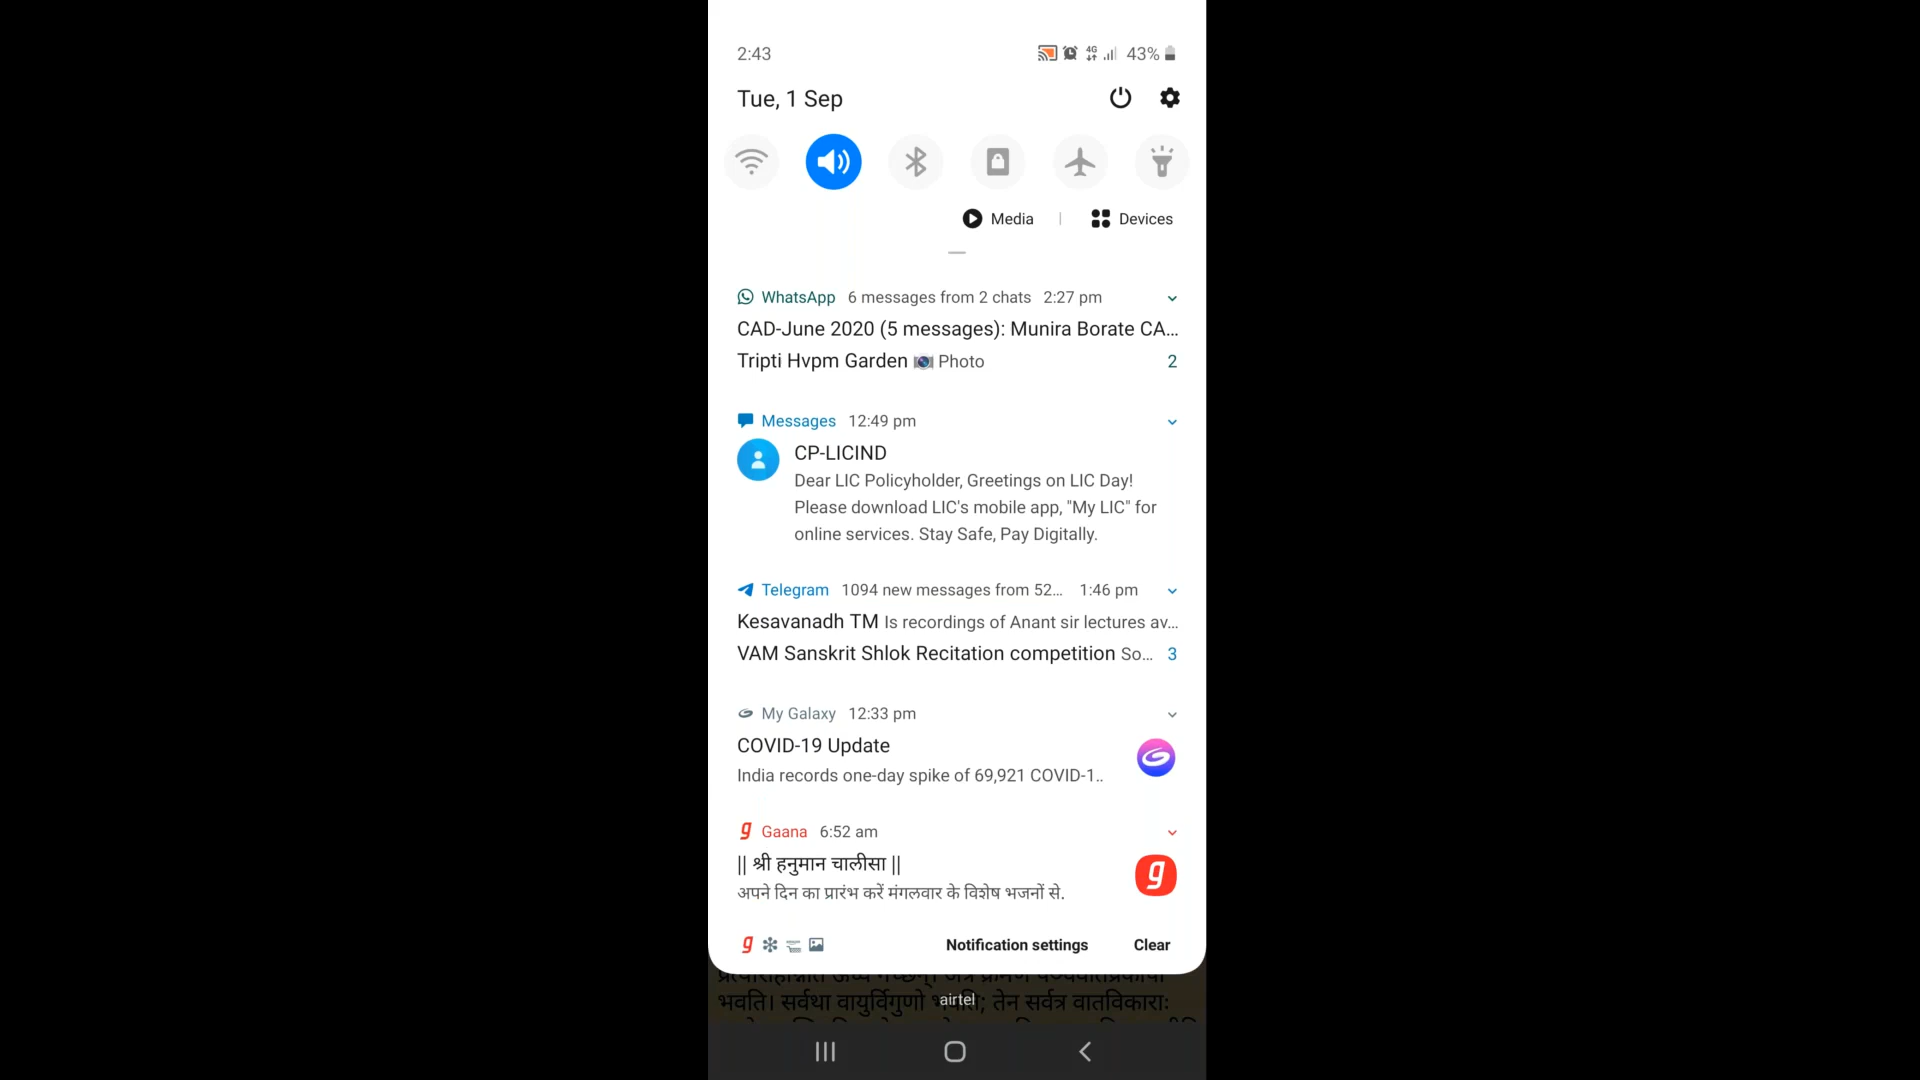 2:43 4G 43%
Tue, 1 Sep
Media | Devices
WhatsApp 6 messages from 2 chats 2:27 pm
CAD-June 2020 (5 messages): Munira Borate CA...
Tripti Hvpm Garden 📷 Photo 2
Messages 12:49 pm
CP-LICIND
Dear LIC Policyholder, Greetings on LIC Day!
Please download LIC's mobile app, "My LIC" for
online services. Stay Safe, Pay Digitally.
Telegram 1094 new messages from 52... 1:46 pm
Kesavanadh TM Is recordings of Anant sir lectures av...
VAM Sanskrit Shlok Recitation competition So... 3
My Galaxy 12:33 pm
COVID-19 Update
India records one-day spike of 69,921 COVID-1..
g Gaana 6:52 am
|| श्री हनुमान चालीसा ||
अपने दिन का प्रारंभ करें मंगलवार के विशेष भजनों से.
g
g Notification settings Clear
भवति। सर्वथा वायुर्विगुणो भवति; तेन सर्वत्र वातविकाराः
airtel